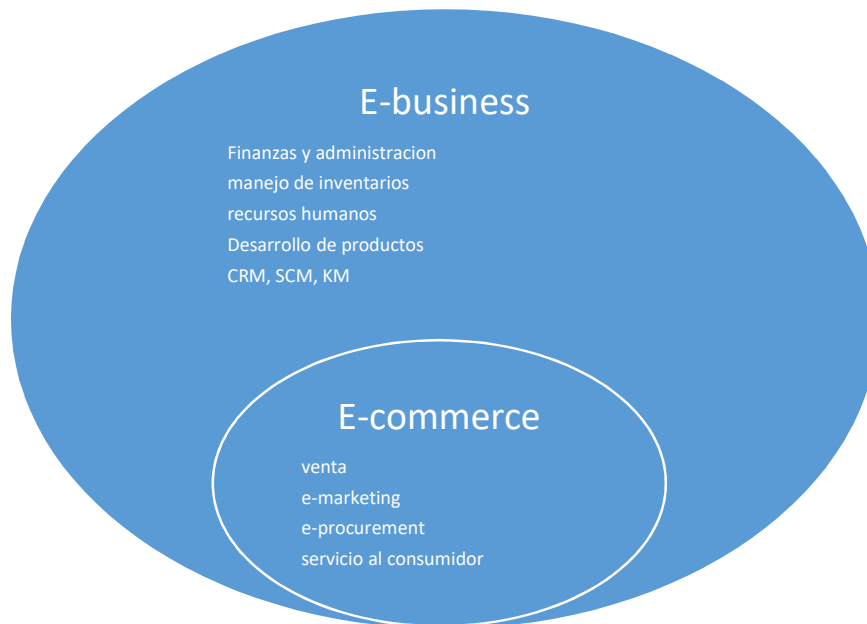 E-business
Finanzas y administracion
manejo de inventarios
recursos humanos
Desarrollo de productos
CRM, SCM, KM
E-commerce
venta
e-marketing
e-procurement
servicio al consumidor